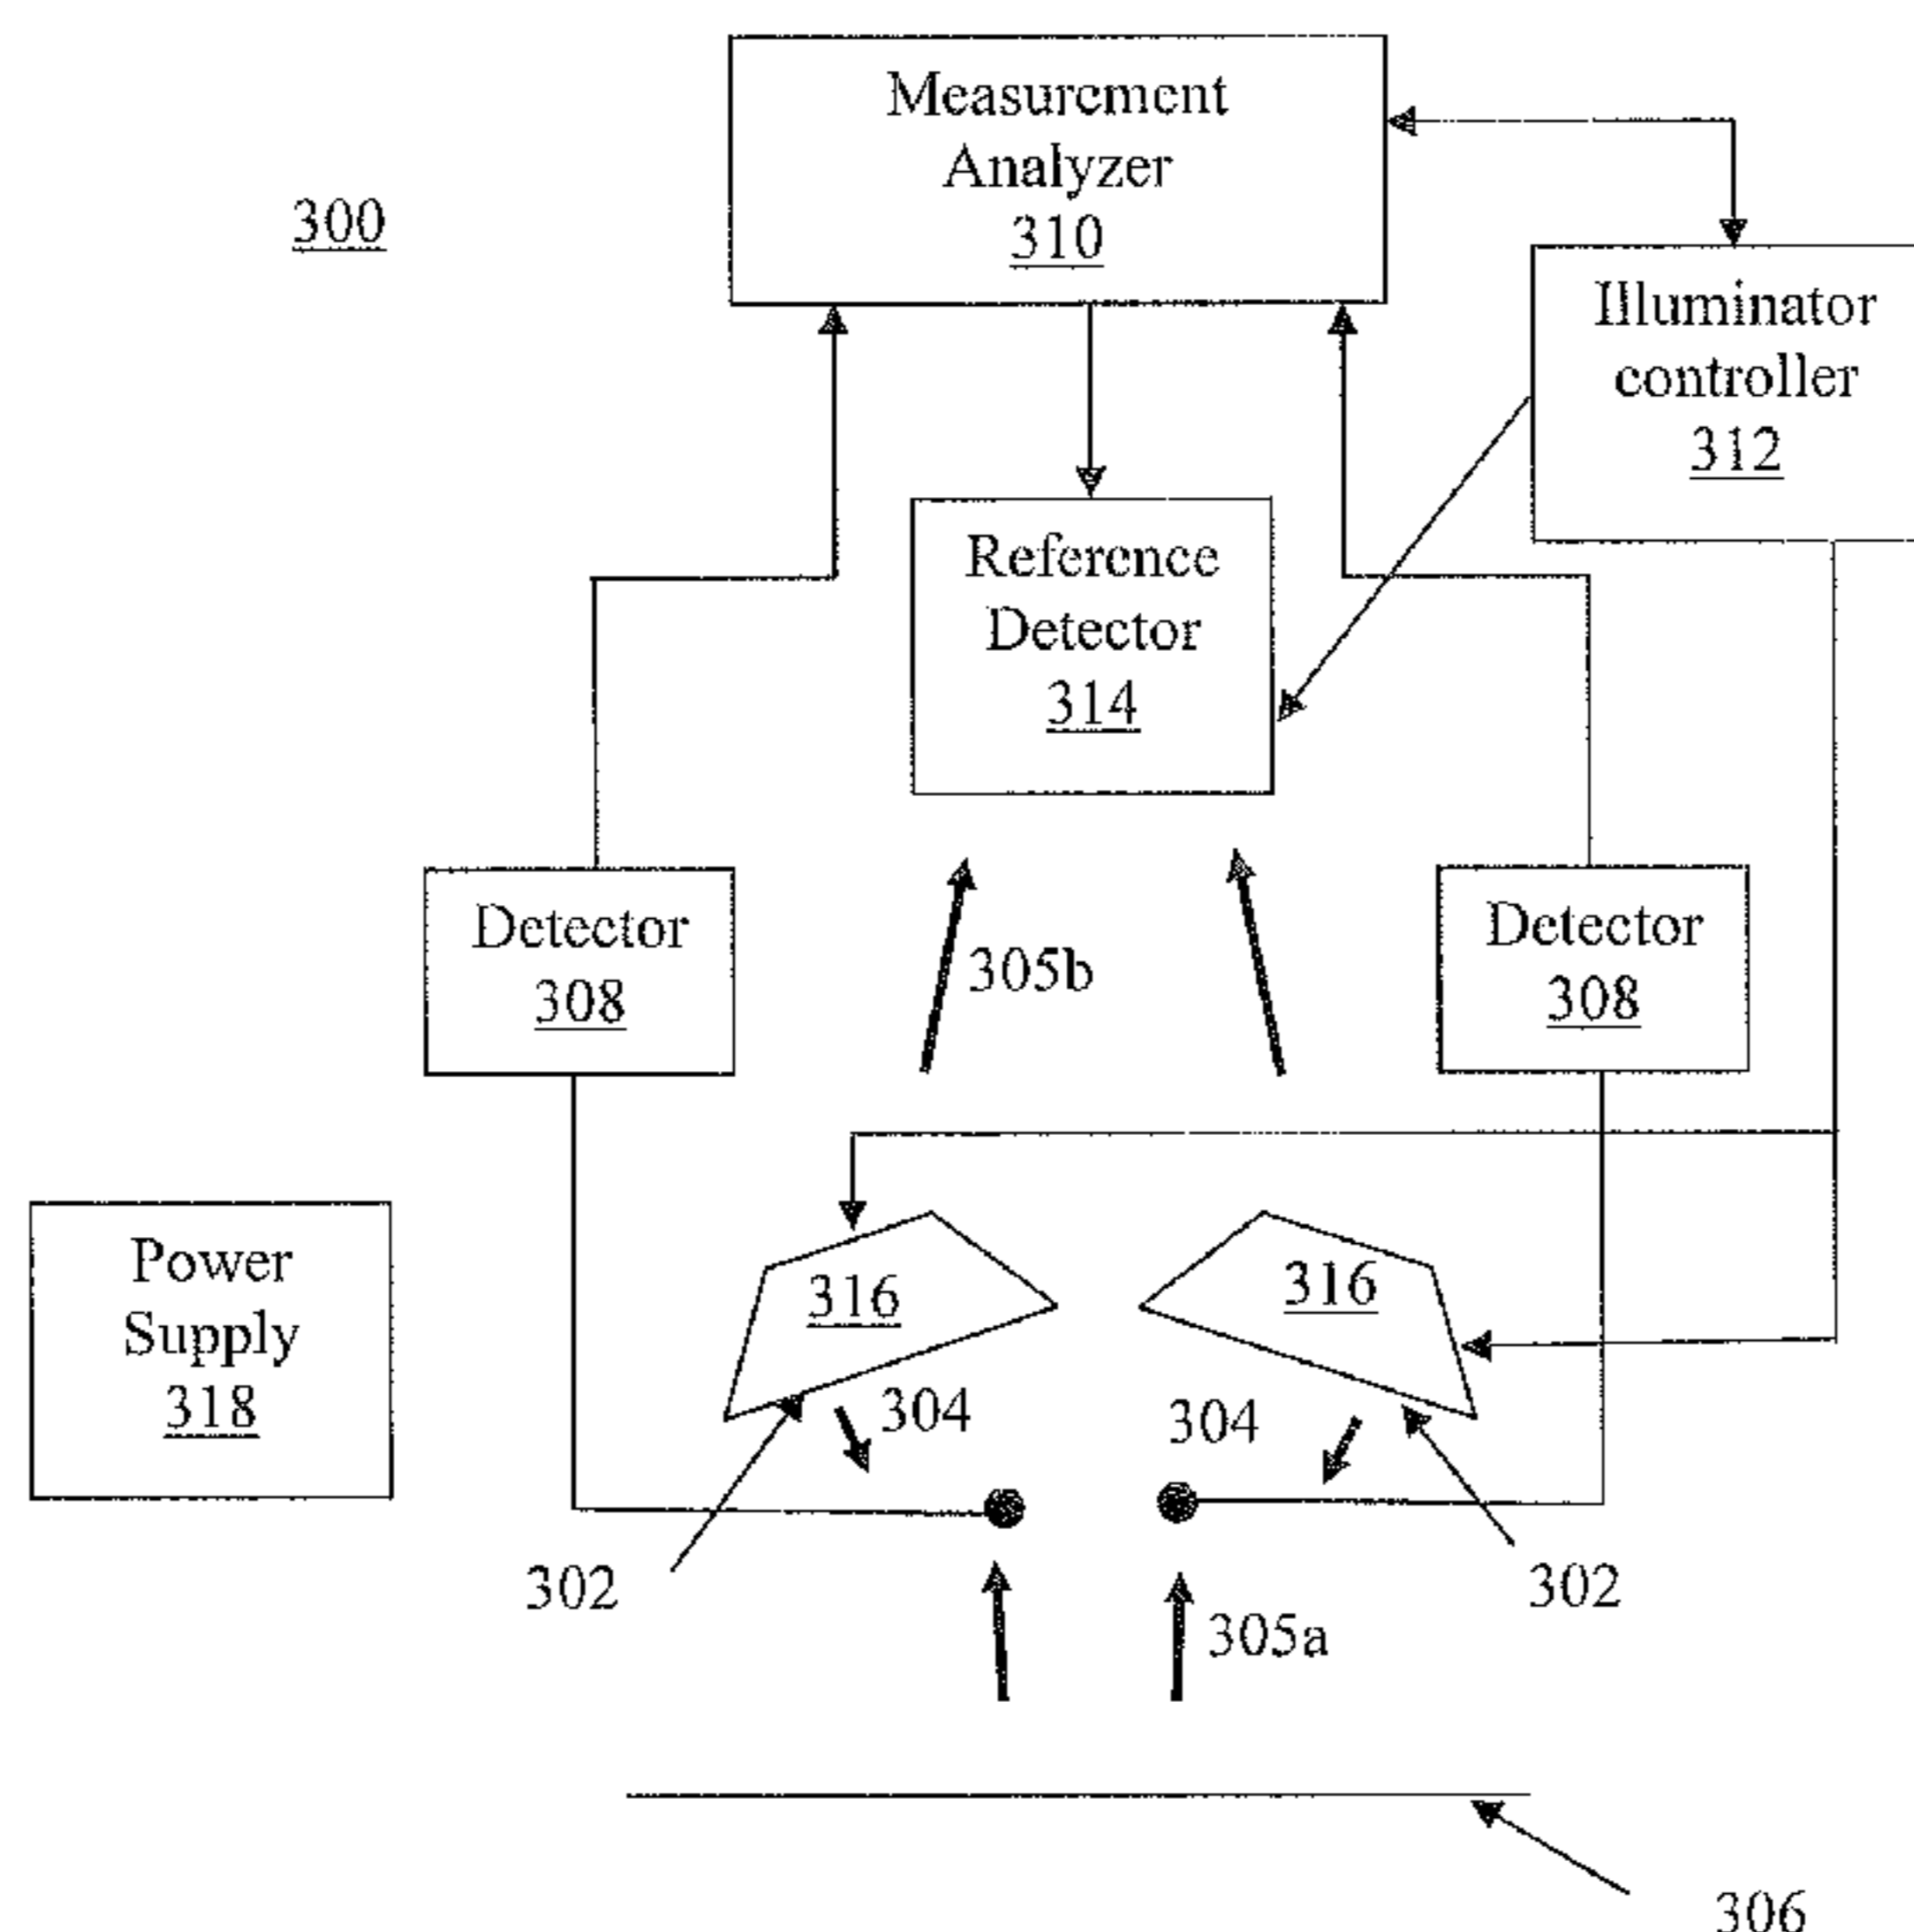 Measurement
Analyzer
310
300
Illuminator
controller
312
Reference
Detector
314
Detector
308
305b
Detector
308
Power
Supply
318
316
316
304
304
302
302
305a
306